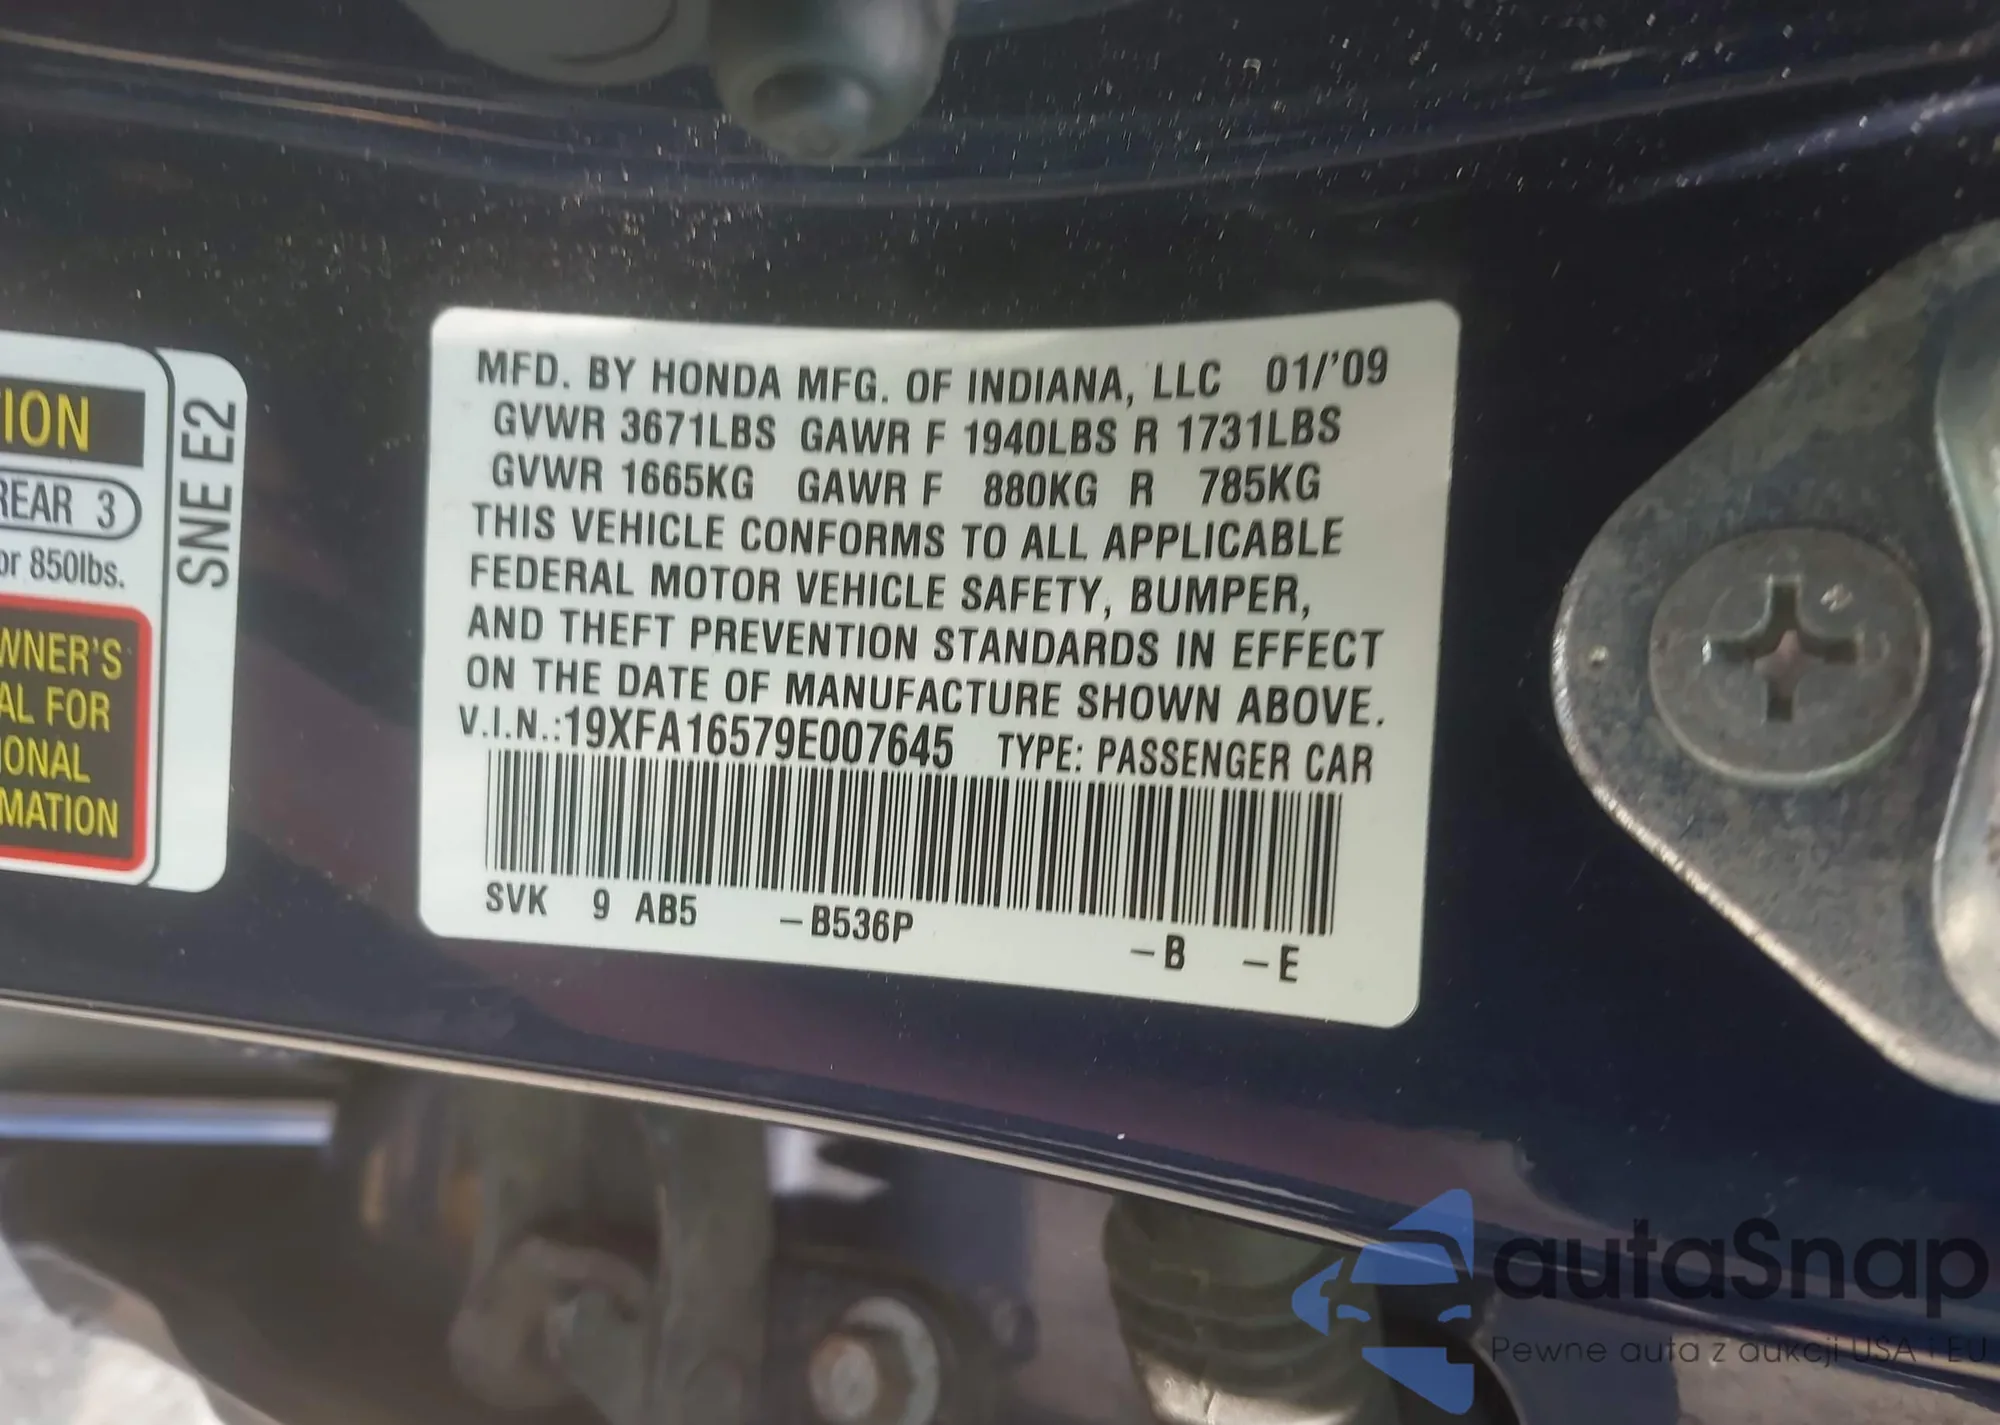 TION
REAR 3
or 850lbs.
WNER'S
AL FOR
IONAL
MATION
SNE E2
MFD. BY HONDA MFG. OF INDIANA, LLC 01/'09
GVWR 3671LBS GAWR F 1940LBS R 1731LBS
GVWR 1665KG GAWR F 880KG R 785KG
THIS VEHICLE CONFORMS TO ALL APPLICABLE
FEDERAL MOTOR VEHICLE SAFETY, BUMPER,
AND THEFT PREVENTION STANDARDS IN EFFECT
ON THE DATE OF MANUFACTURE SHOWN ABOVE.
V.I.N.:19XFA16579E007645 TYPE: PASSENGER CAR
SVK 9 AB5 -B536P -B -E
autaSnap
Pewne auta z aukcji USA i EU